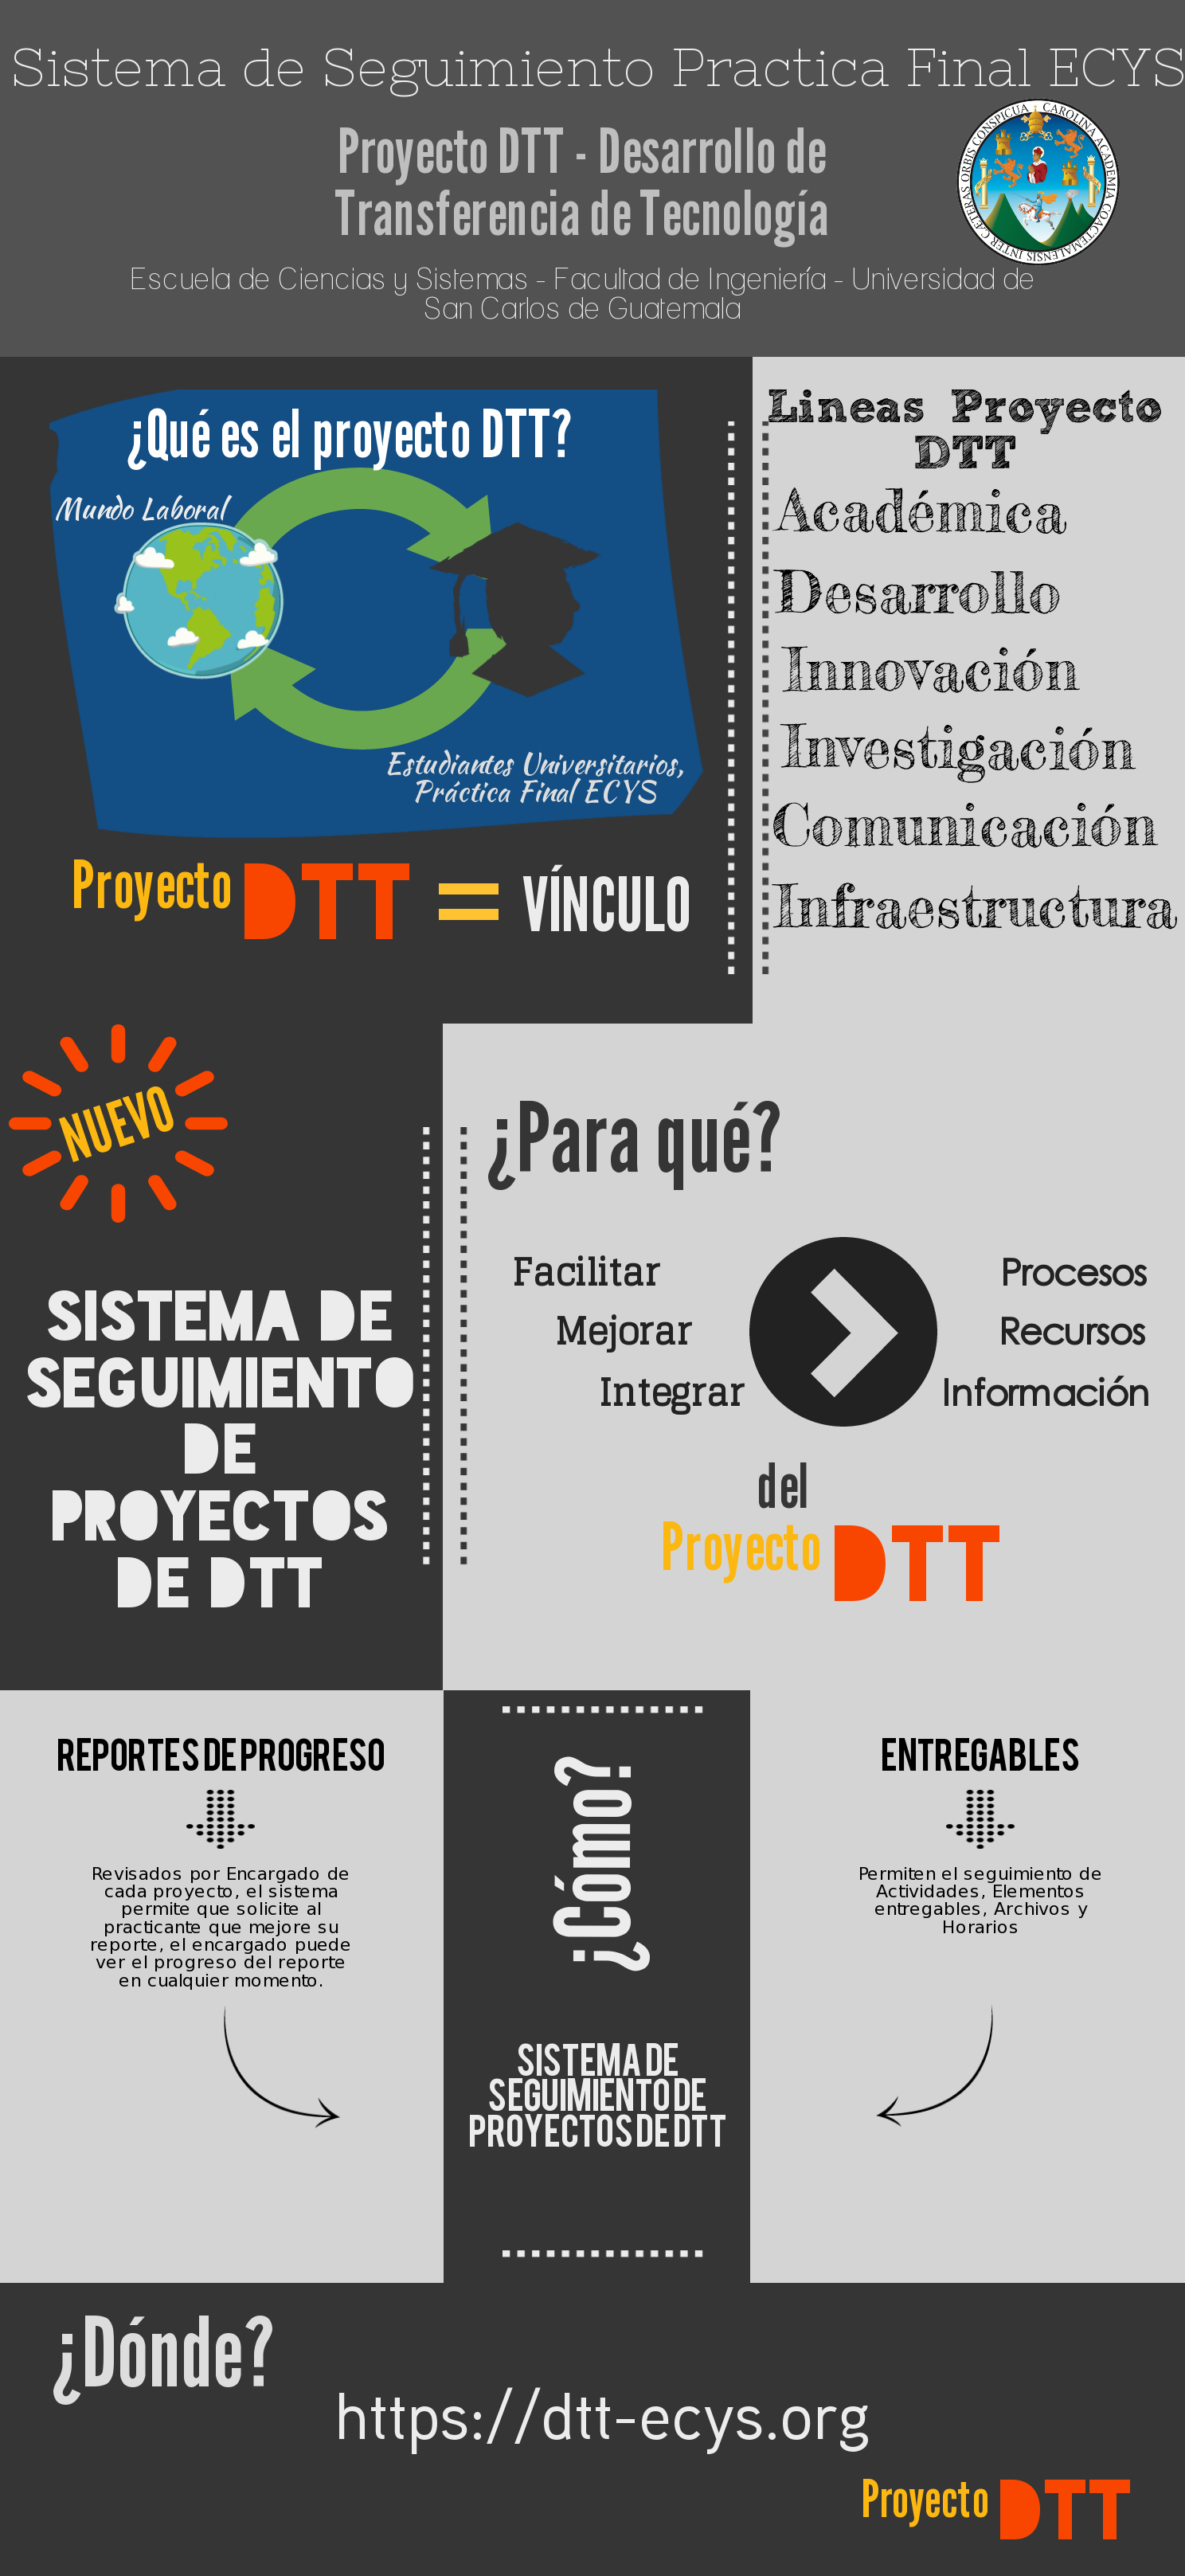 Sistema de Seguimiento Practica Final ECYS
Proyecto DTT - Desarrollo de
Transferencia de Tecnología
Escuela de Ciencias y Sistemas - Facultad de Ingeniería - Universidad de
San Carlos de Guatemala
CAROLINA ACADEMIA COACTEMALENSIS INTER CÆTERAS ORBIS CONSPICUA
¿Qué es el proyecto DTT?
Mundo Laboral
Estudiantes Universitarios,
Práctica Final ECYS
Proyecto DTT = VÍNCULO
Lineas Proyecto
DTT
Académica
Desarrollo
Innovación
Investigación
Comunicación
Infraestructura
NUEVO
SISTEMA DE
SEGUIMIENTO
DE
PROYECTOS
DE DTT
¿Para qué?
Facilitar
Mejorar
Integrar
Procesos
Recursos
Información
del
Proyecto DTT
REPORTES DE PROGRESO
Revisados por Encargado de
cada proyecto, el sistema
permite que solicite al
practicante que mejore su
reporte, el encargado puede
ver el progreso del reporte
en cualquier momento.
¿Cómo?
SISTEMA DE
SEGUIMIENTO DE
PROYECTOS DE DTT
ENTREGABLES
Permiten el seguimiento de
Actividades, Elementos
entregables, Archivos y
Horarios
¿Dónde?
https://dtt-ecys.org
Proyecto DTT